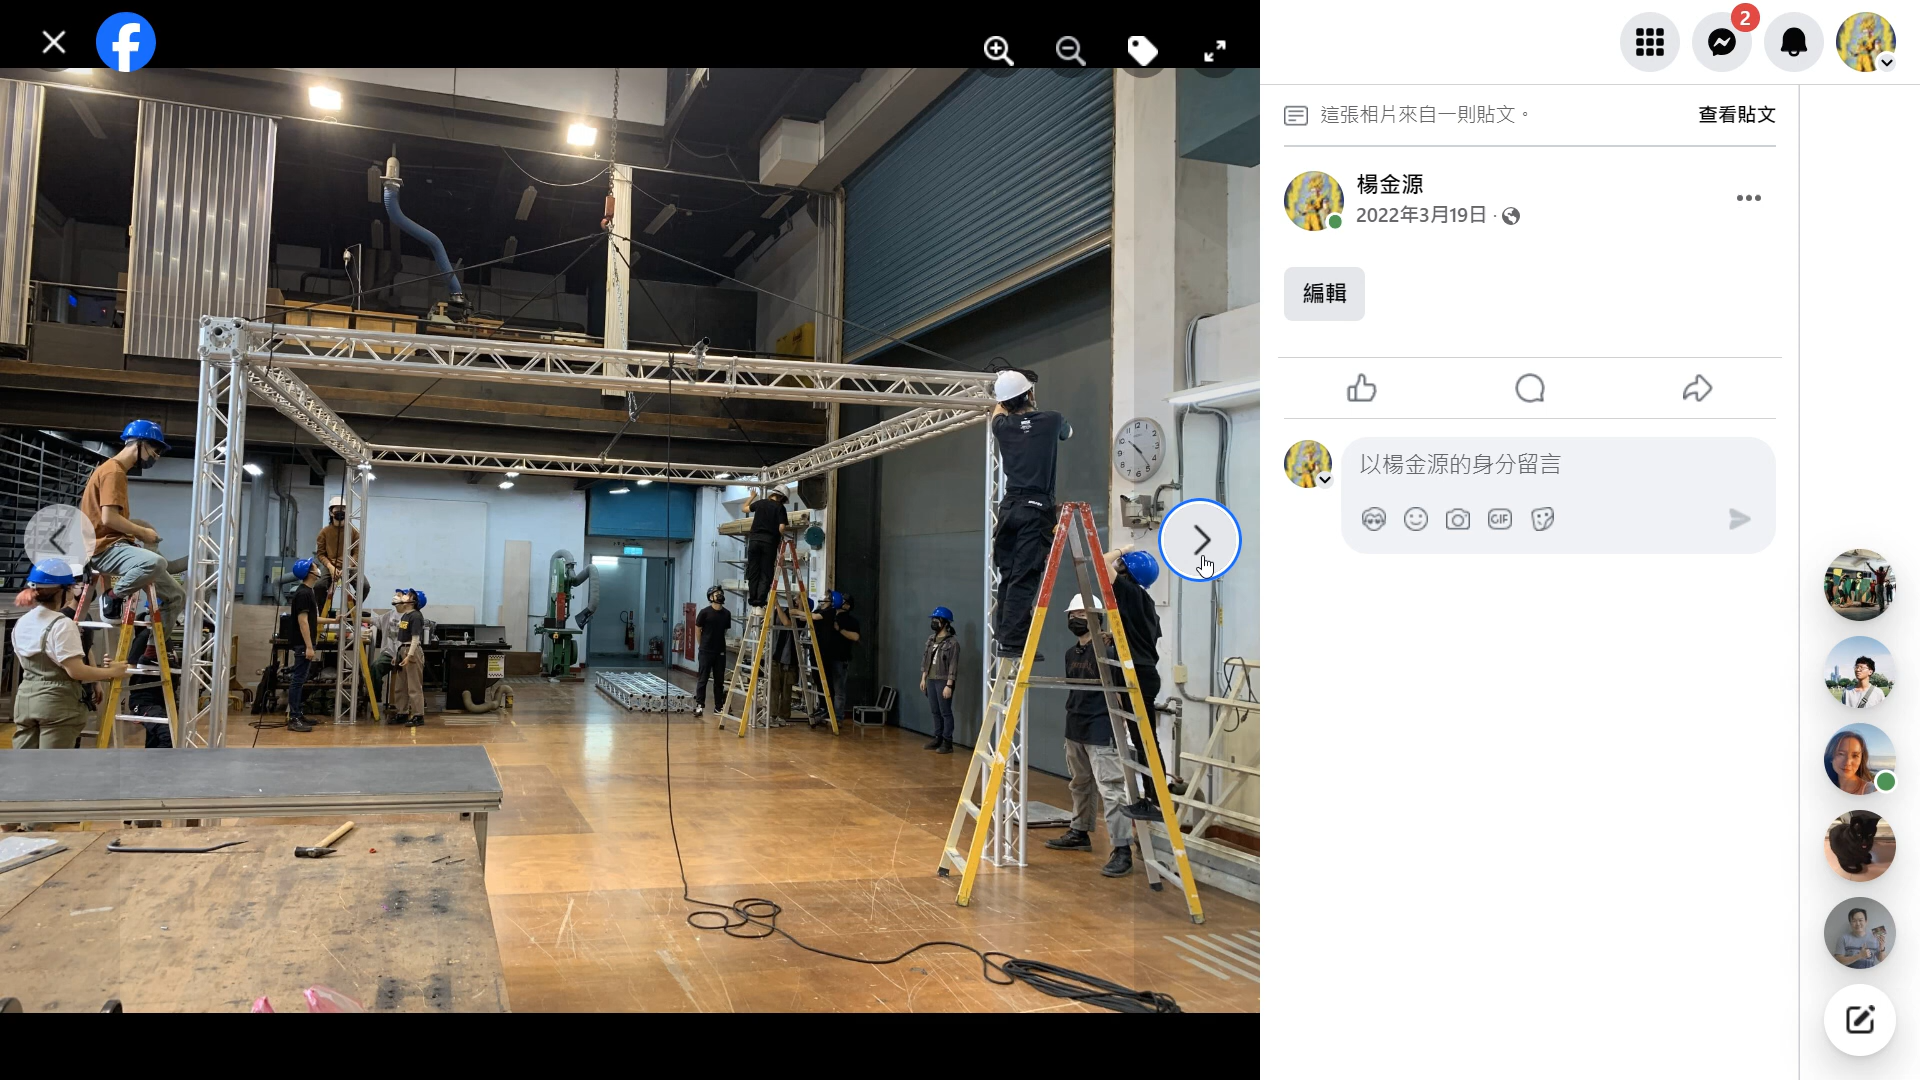 2
這張相片來自一則貼文。 查看貼文
楊金源
2022年3月19日 ·
編輯
以楊金源的身分留言
GIF